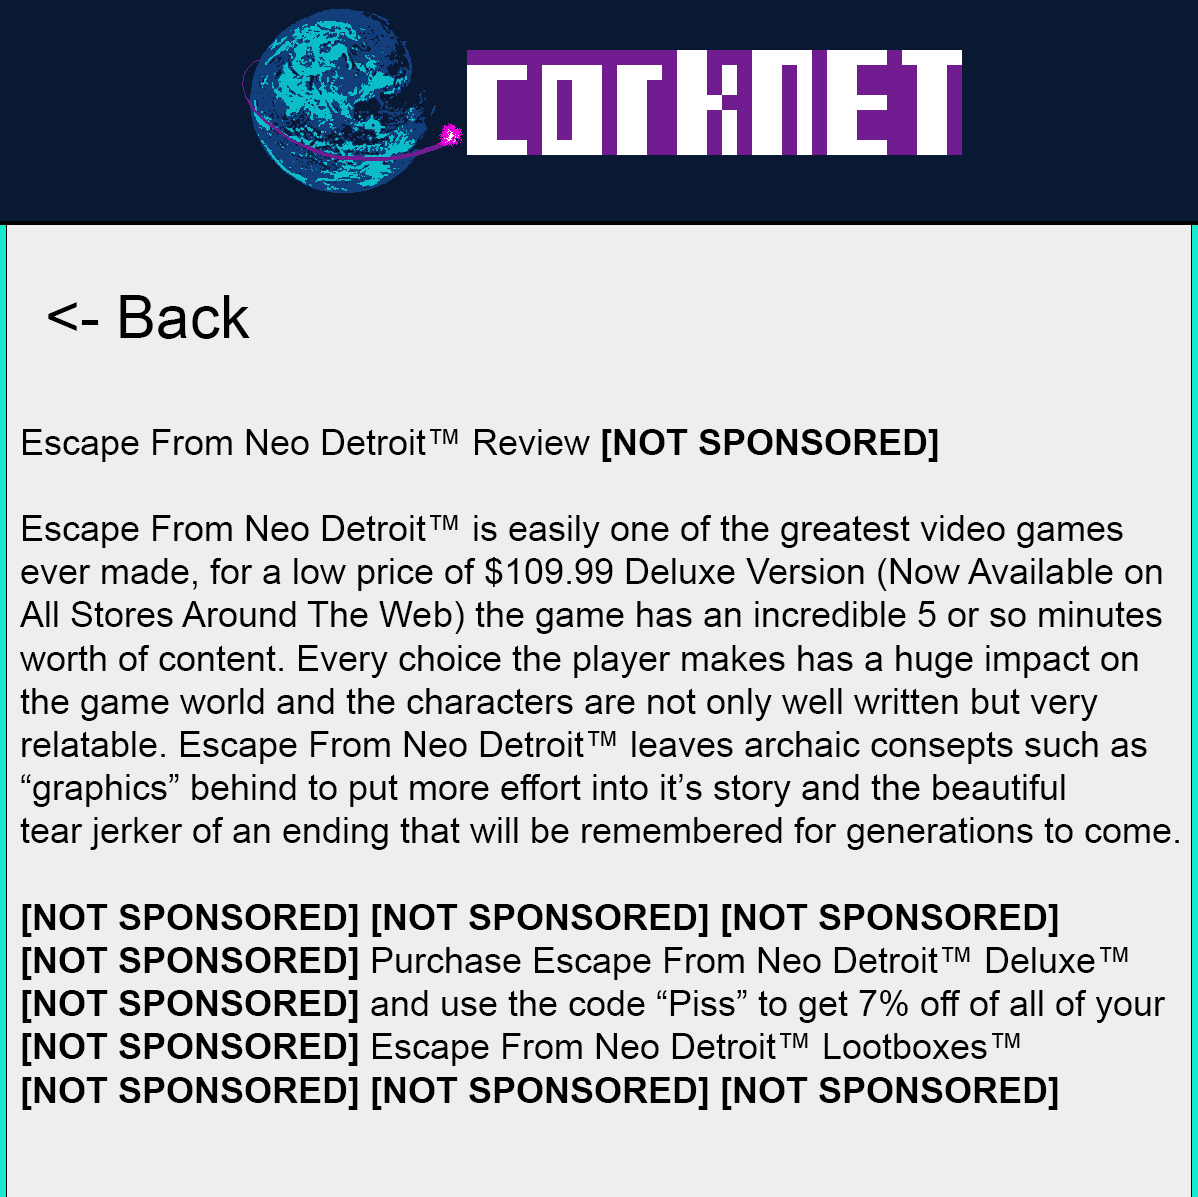 CORKNET
<- Back
Escape From Neo Detroit™ Review [NOT SPONSORED]
Escape From Neo Detroit™ is easily one of the greatest video games
ever made, for a low price of $109.99 Deluxe Version (Now Available on
All Stores Around The Web) the game has an incredible 5 or so minutes
worth of content. Every choice the player makes has a huge impact on
the game world and the characters are not only well written but very
relatable. Escape From Neo Detroit™ leaves archaic consepts such as
“graphics” behind to put more effort into it’s story and the beautiful
tear jerker of an ending that will be remembered for generations to come.
[NOT SPONSORED] [NOT SPONSORED] [NOT SPONSORED]
[NOT SPONSORED] Purchase Escape From Neo Detroit™ Deluxe™
[NOT SPONSORED] and use the code “Piss” to get 7% off of all of your
[NOT SPONSORED] Escape From Neo Detroit™ Lootboxes™
[NOT SPONSORED] [NOT SPONSORED] [NOT SPONSORED]